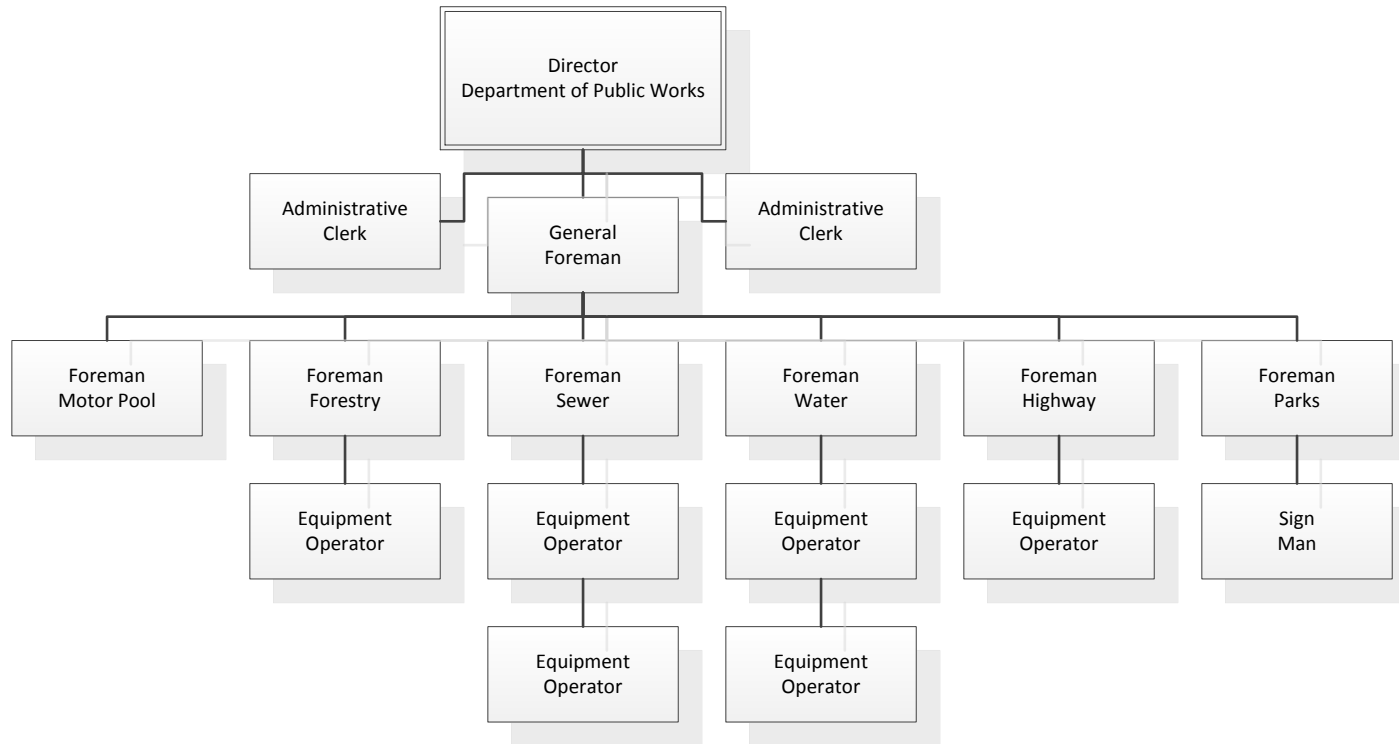 Director
Department of Public Works
Administrative
Clerk
General
Foreman
Administrative
Clerk
Foreman
Motor Pool
Foreman
Forestry
Foreman
Sewer
Foreman
Water
Foreman
Highway
Foreman
Parks
Equipment
Operator
Equipment
Operator
Equipment
Operator
Equipment
Operator
Sign
Man
Equipment
Operator
Equipment
Operator